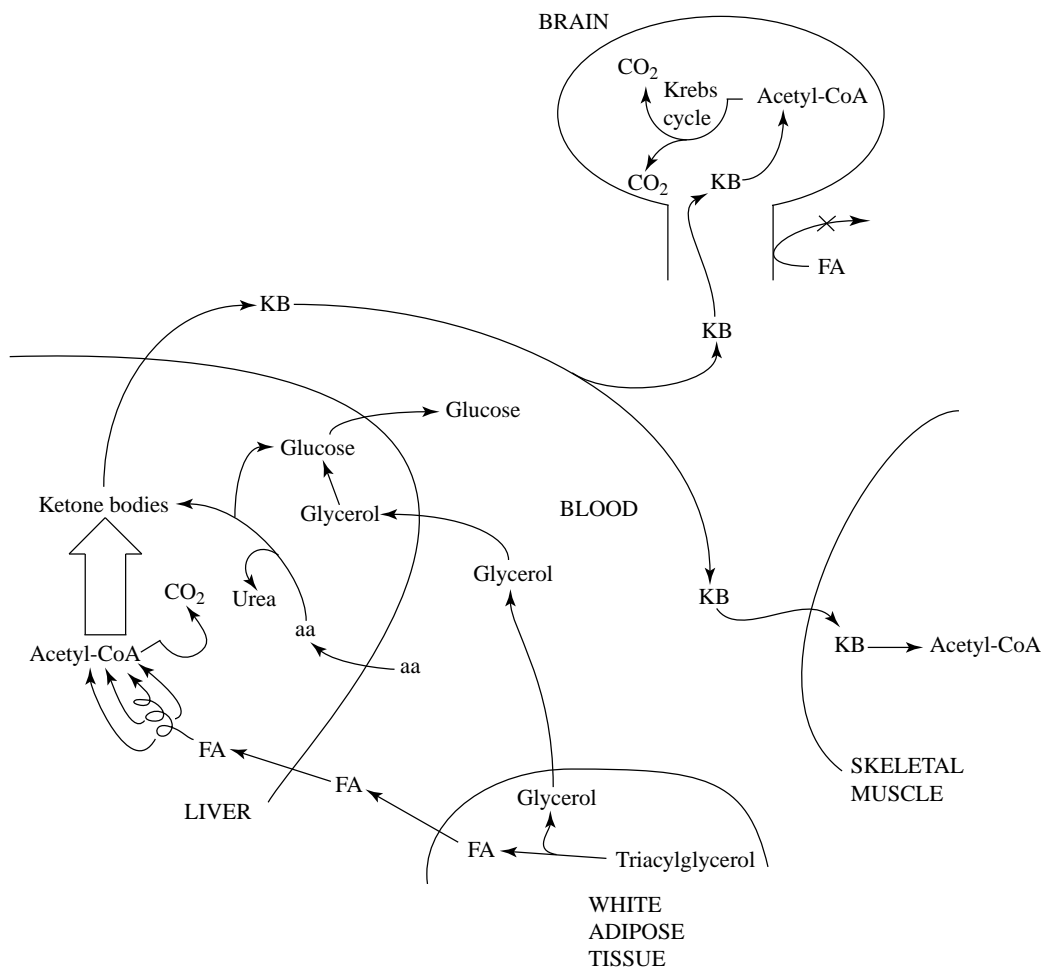 BRAIN
CO2
Krebs
cycle
Acetyl-CoA
CO2
KB
FA
KB
KB
Glucose
Glucose
Ketone bodies
Glycerol
BLOOD
Glycerol
CO2
Urea
KB
aa
Acetyl-CoA
aa
KB
Acetyl-CoA
FA
FA
SKELETAL
MUSCLE
LIVER
Glycerol
FA
Triacylglycerol
WHITE
ADIPOSE
TISSUE